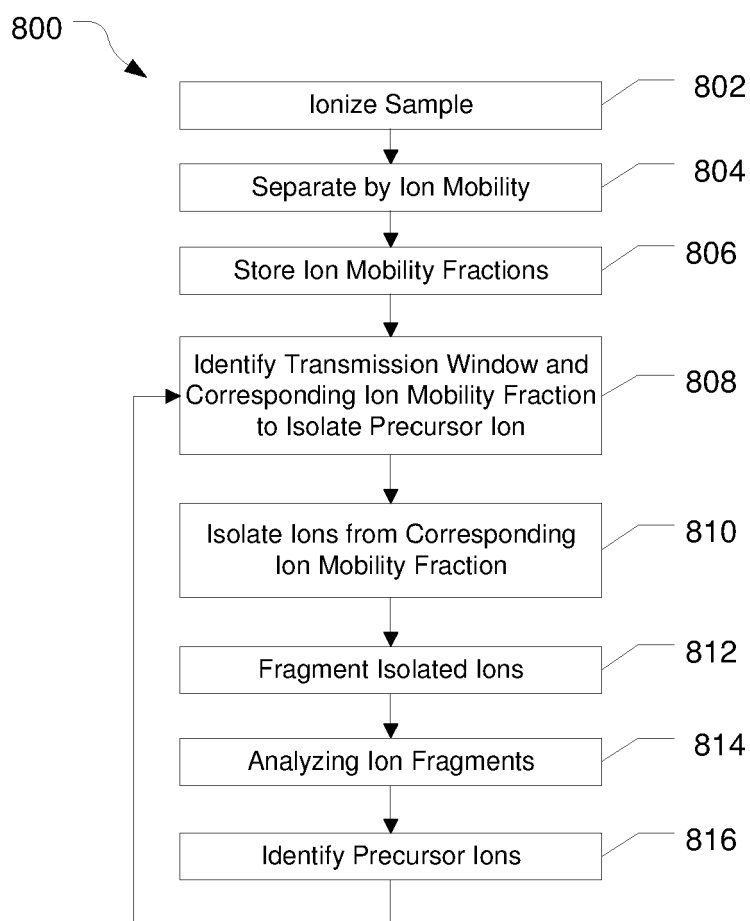 800
Ionize Sample
802
Separate by Ion Mobility
804
Store Ion Mobility Fractions
806
Identify Transmission Window and
Corresponding Ion Mobility Fraction
to Isolate Precursor Ion
808
Isolate Ions from Corresponding
Ion Mobility Fraction
810
Fragment Isolated Ions
812
Analyzing Ion Fragments
814
Identify Precursor Ions
816